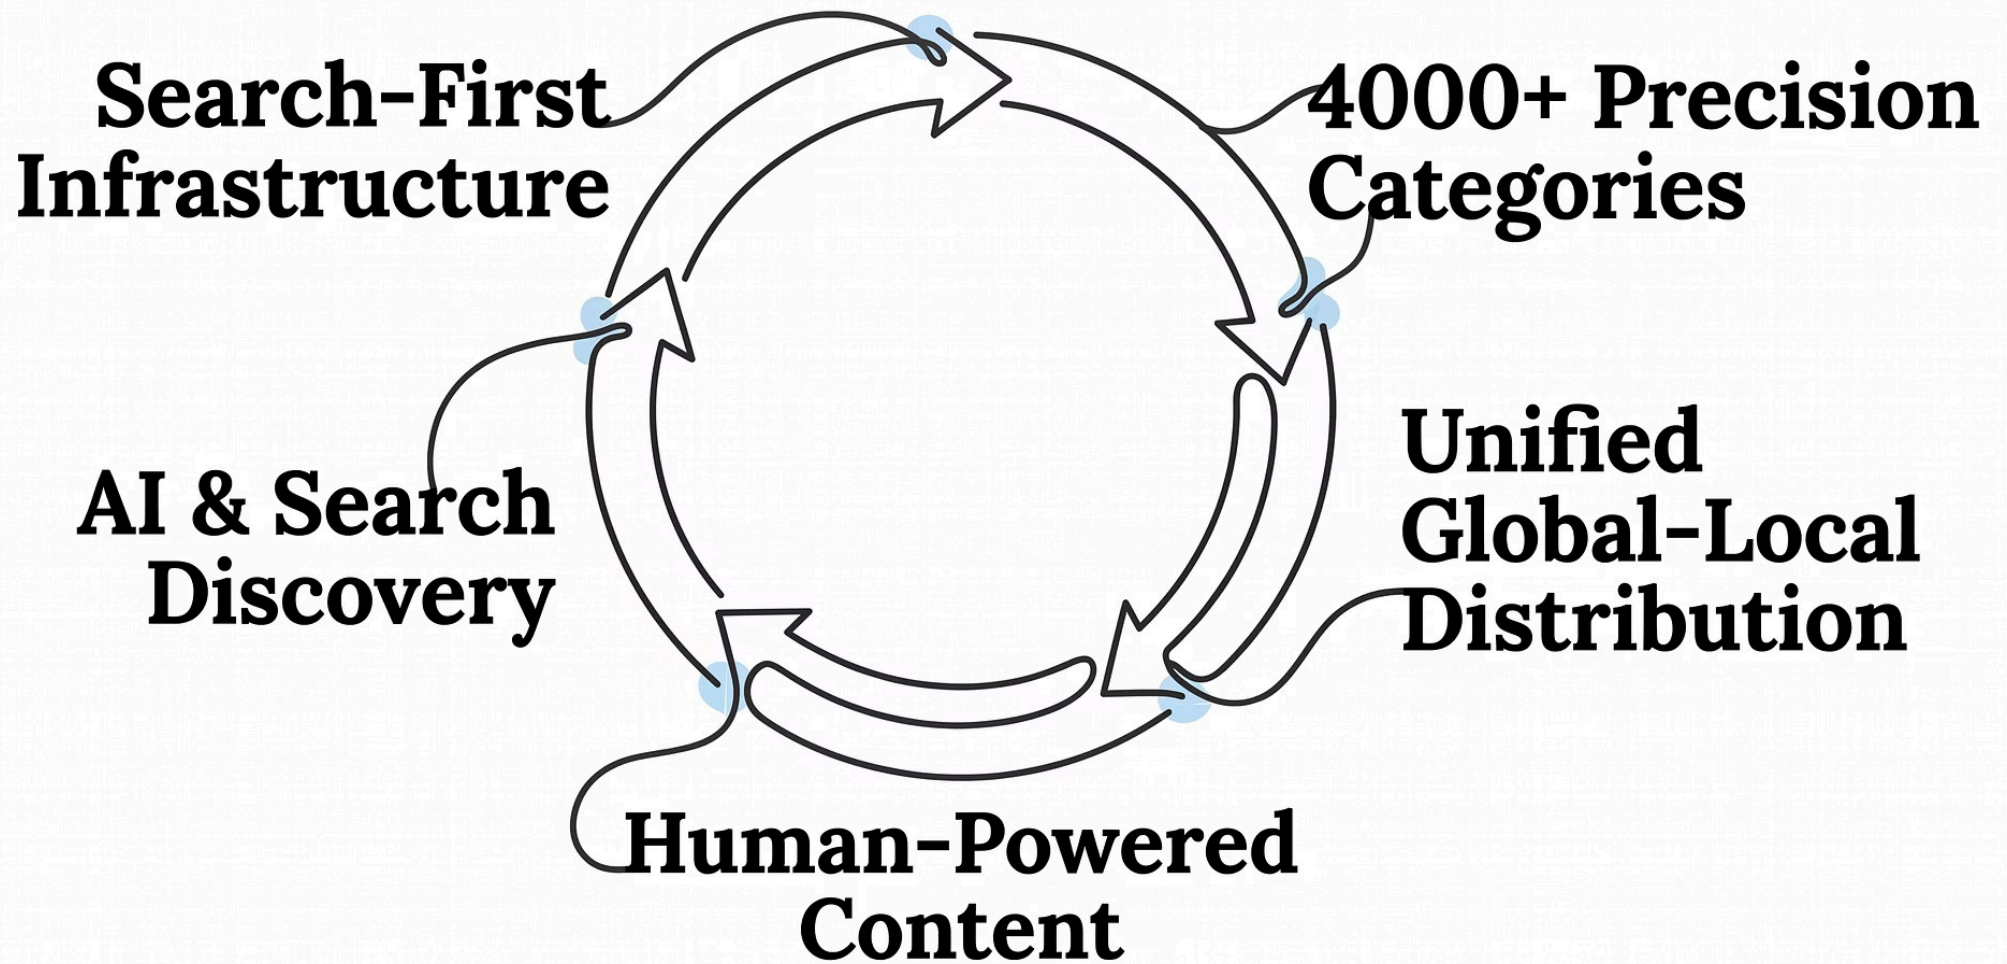 Search-First
Infrastructure
4000+ Precision
Categories
Unified
Global-Local
Distribution
Human-Powered
Content
AI & Search
Discovery